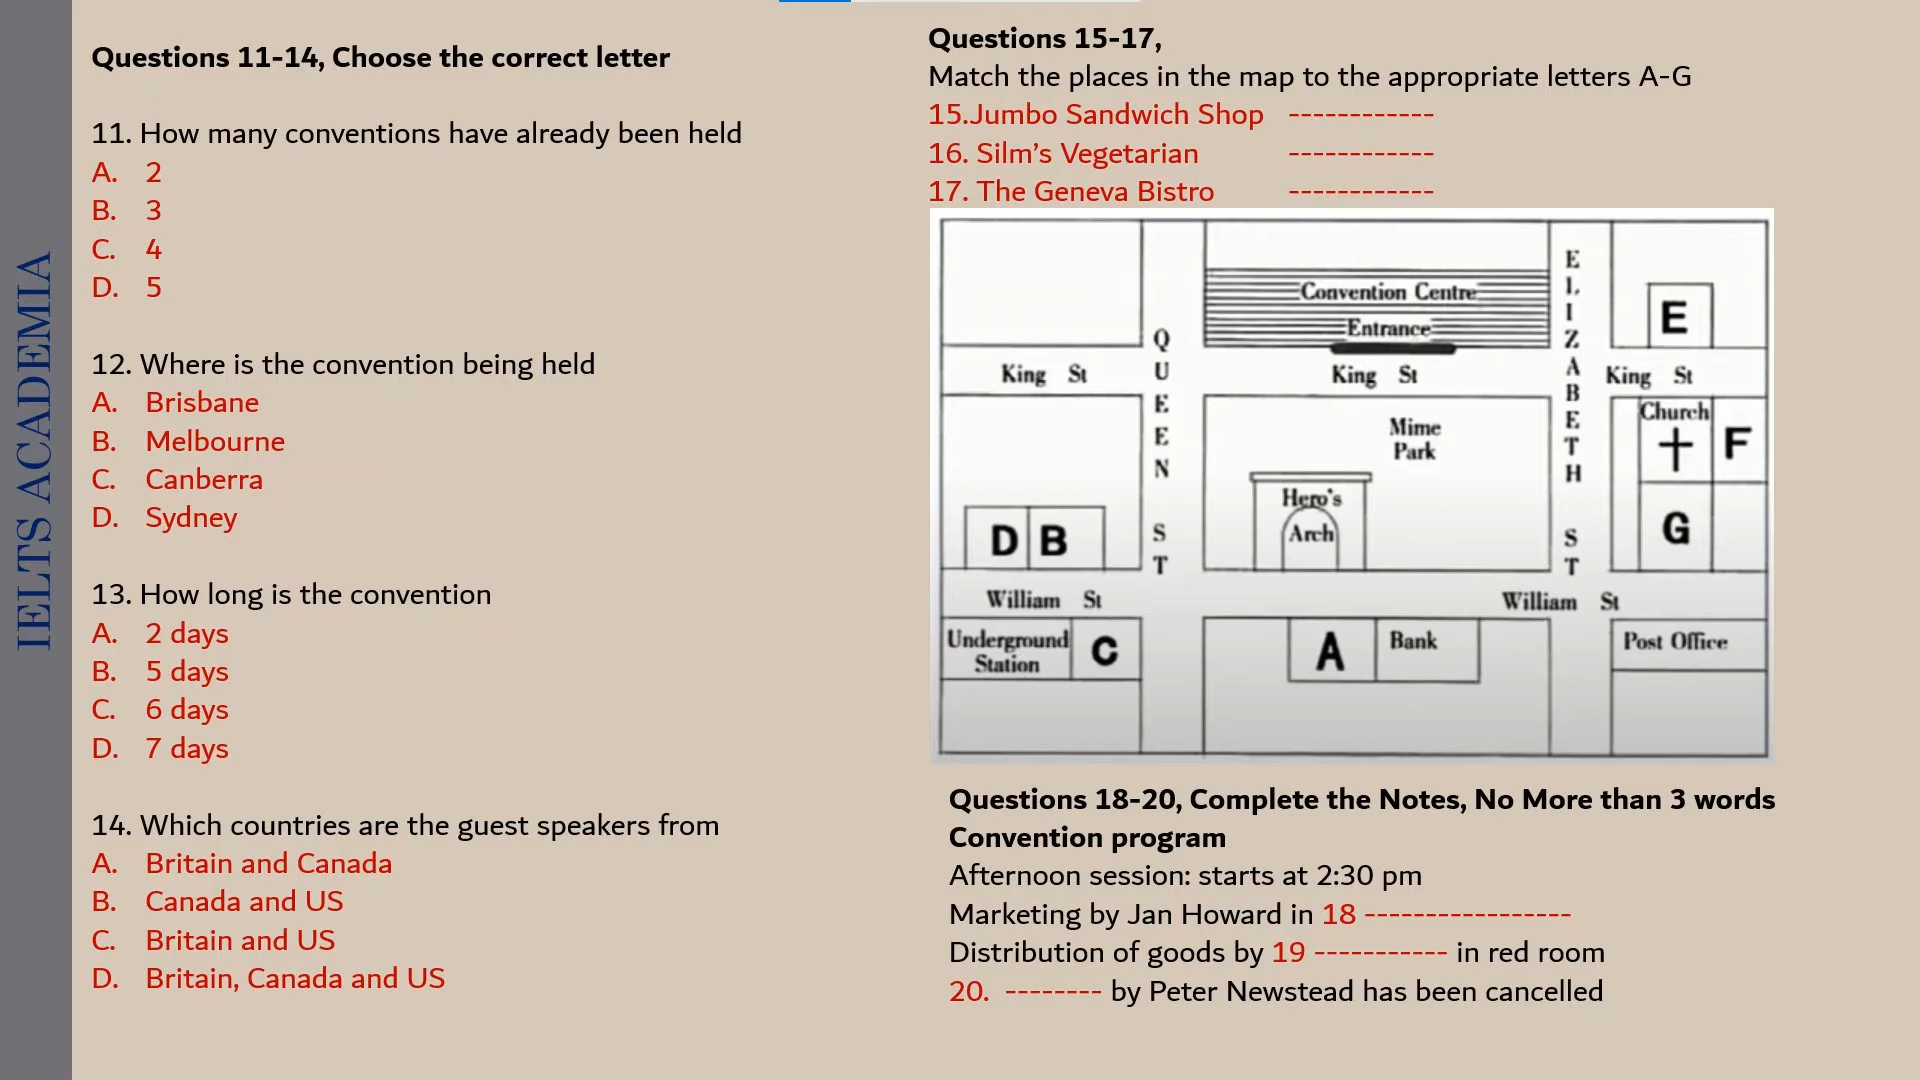 IELTS ACADEMIA
Questions 11-14, Choose the correct letter
11. How many conventions have already been held
A. 2
B. 3
C. 4
D. 5
12. Where is the convention being held
A. Brisbane
B. Melbourne
C. Canberra
D. Sydney
13. How long is the convention
A. 2 days
B. 5 days
C. 6 days
D. 7 days
14. Which countries are the guest speakers from
A. Britain and Canada
B. Canada and US
C. Britain and US
D. Britain, Canada and US
Questions 15-17,
Match the places in the map to the appropriate letters A-G
15.Jumbo Sandwich Shop ------------
16. Silm's Vegetarian ------------
17. The Geneva Bistro ------------
Convention Centre
Entrance
QUEEN ST
ELIZABETH ST
E
King St
King St
King St
Mime
Park
Church
F
Hero's
Arch
D B
G
William St
William St
Underground
Station
C
A
Bank
Post Office
Questions 18-20, Complete the Notes, No More than 3 words
Convention program
Afternoon session: starts at 2:30 pm
Marketing by Jan Howard in 18 -----------------
Distribution of goods by 19 ----------- in red room
20. -------- by Peter Newstead has been cancelled